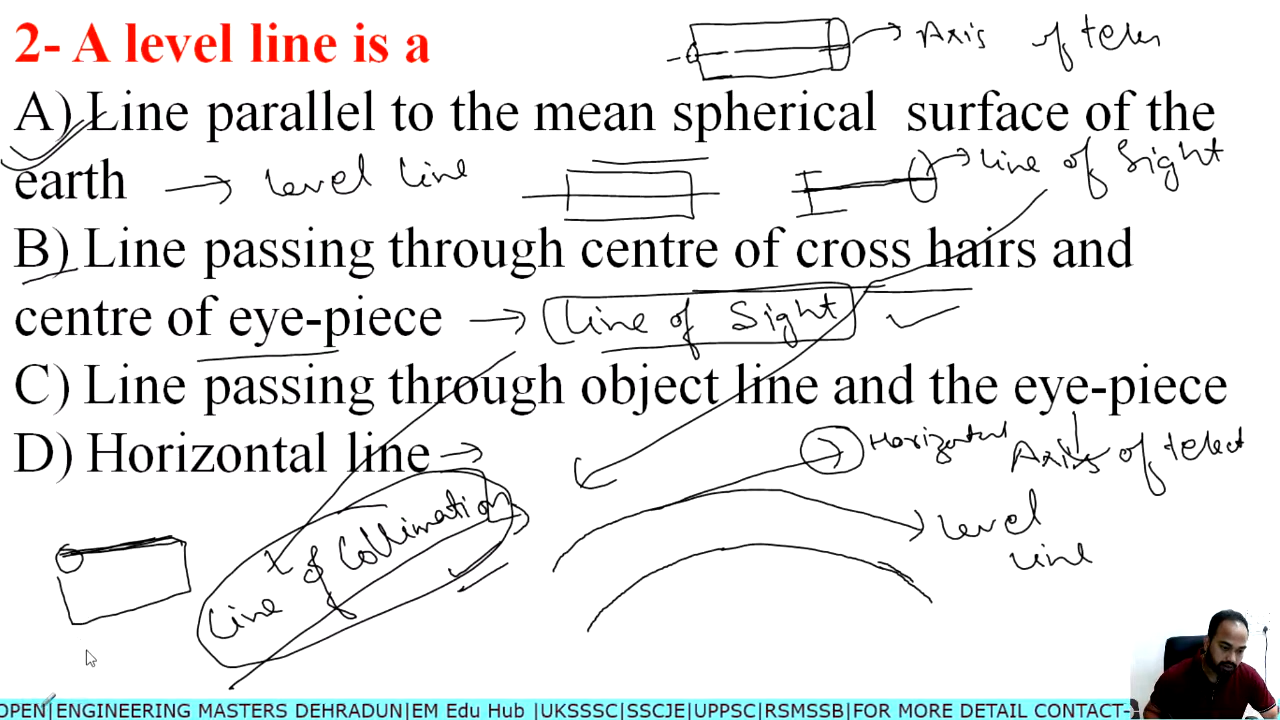 2- A level line is a
Axis of teles
A) Line parallel to the mean spherical surface of the
earth → level line
Line of Sight
B) Line passing through centre of cross hairs and
centre of eye-piece → Line of Sight
C) Line passing through object line and the eye-piece
D) Horizontal line →
Horizontal Axis of telect
Line of Collimation
level
line
OPEN|ENGINEERING MASTERS DEHRADUN|EM Edu Hub |UKSSSC|SSCJE|UPPSC|RSMSSB|FOR MORE DETAIL CONTACT-